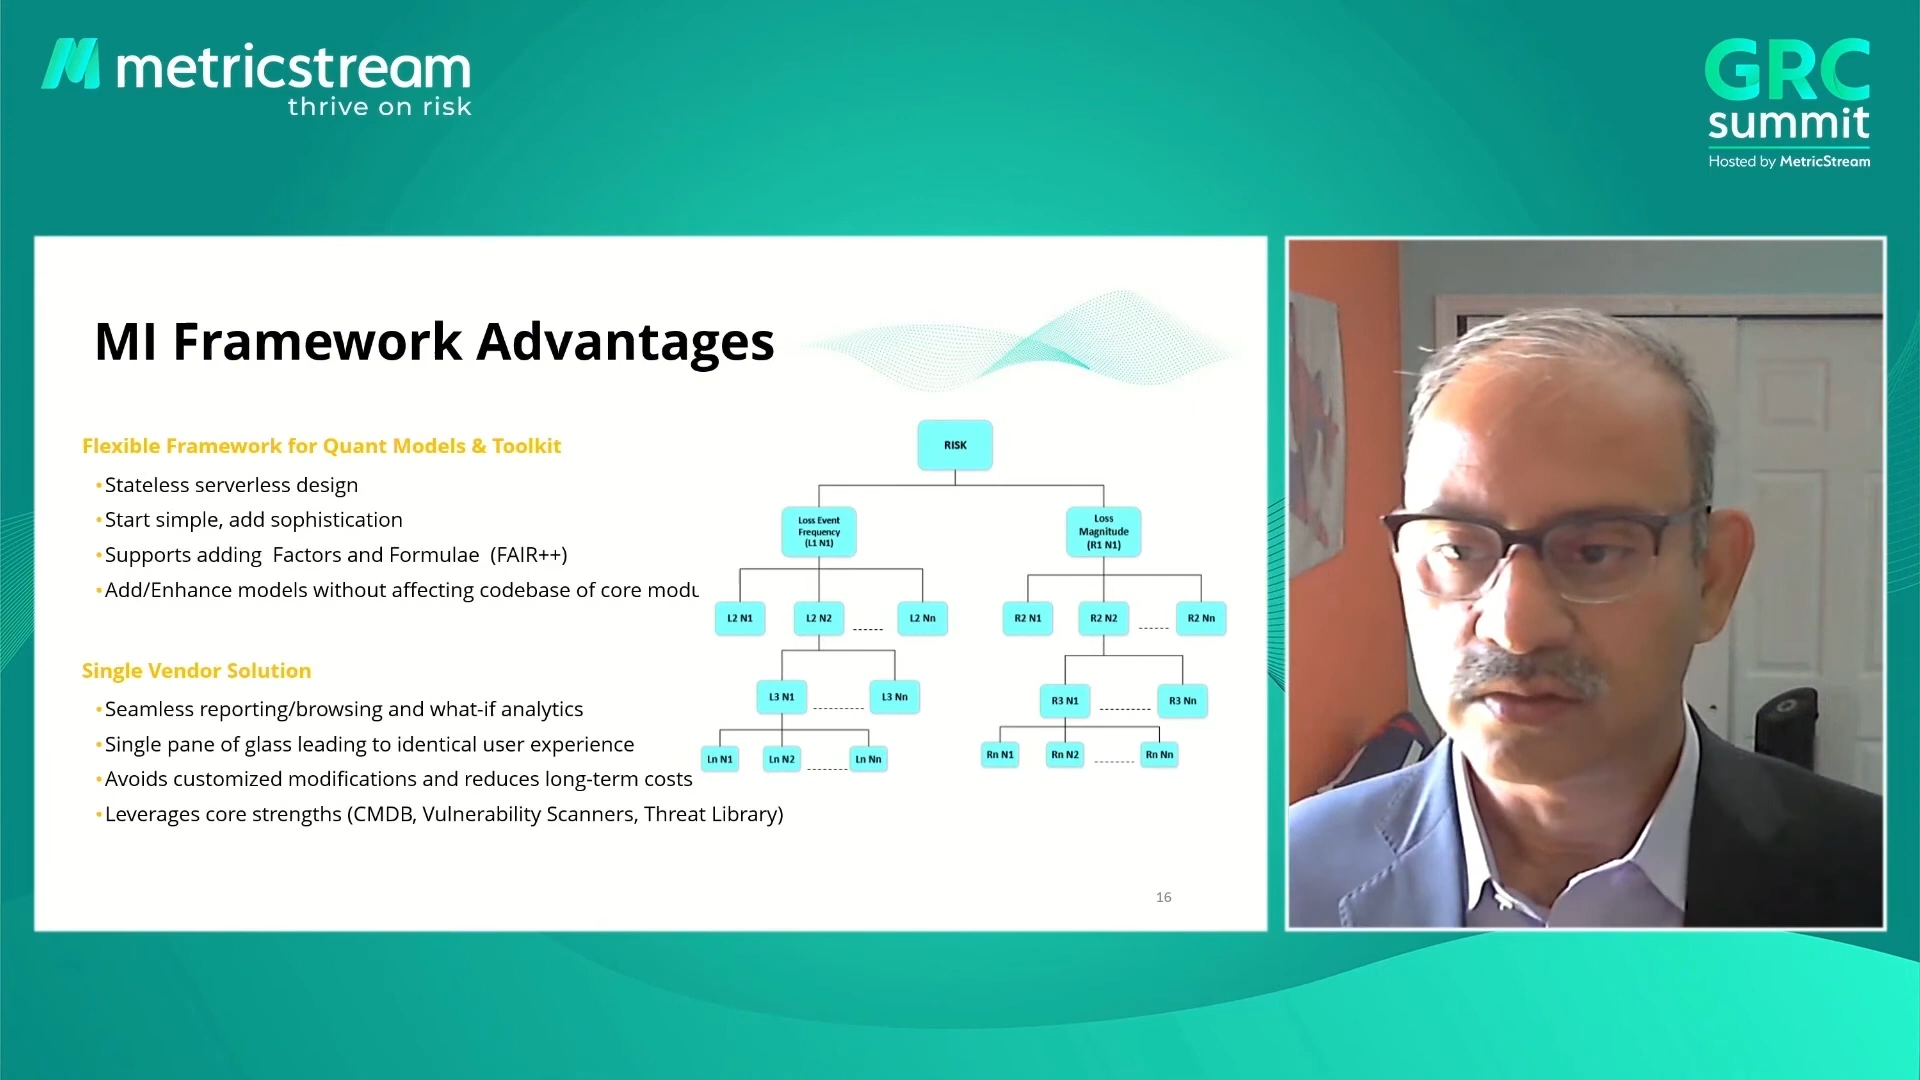 metricstream
thrive on risk
GRC
summit
Hosted by MetricStream
MI Framework Advantages
Flexible Framework for Quant Models & Toolkit
•Stateless serverless design
•Start simple, add sophistication
•Supports adding  Factors and Formulae  (FAIR++)
•Add/Enhance models without affecting codebase of core modu
Single Vendor Solution
•Seamless reporting/browsing and what-if analytics
•Single pane of glass leading to identical user experience
•Avoids customized modifications and reduces long-term costs
•Leverages core strengths (CMDB, Vulnerability Scanners, Threat Library)
RISK
Loss Event
Frequency
(L1 N1)
Loss
Magnitude
(R1 N1)
L2 N1
L2 N2
L2 Nn
R2 N1
R2 N2
R2 Nn
L3 N1
L3 Nn
R3 N1
R3 Nn
Ln N1
Ln N2
Ln Nn
Rn N1
Rn N2
Rn Nn
16